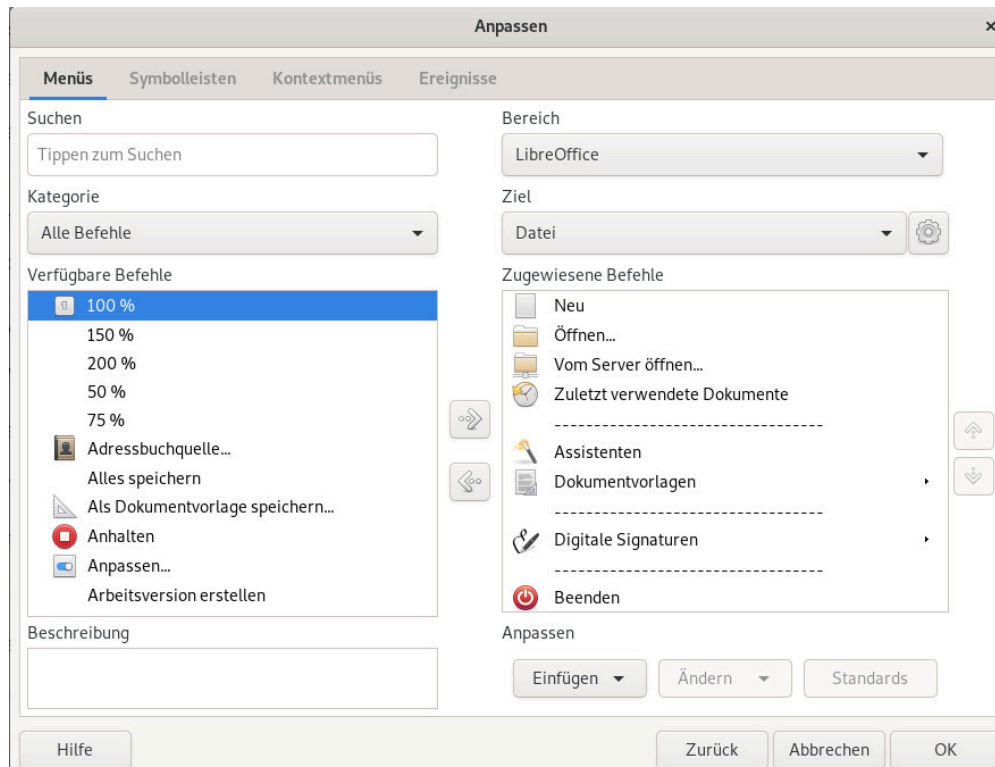 Anpassen
Menüs Symbolleisten Kontextmenüs Ereignisse
Suchen
Tippen zum Suchen
Kategorie
Alle Befehle
Verfügbare Befehle
100 %
150 %
200 %
50 %
75 %
Adressbuchquelle...
Alles speichern
Als Dokumentvorlage speichern...
Anhalten
Anpassen...
Arbeitsversion erstellen
Beschreibung
Bereich
LibreOffice
Ziel
Datei
Zugewiesene Befehle
Neu
Öffnen...
Vom Server öffnen...
Zuletzt verwendete Dokumente
----------------------------------
Assistenten
Dokumentvorlagen
----------------------------------
Digitale Signaturen
----------------------------------
Beenden
Anpassen
Einfügen Ändern Standards
Hilfe Zurück Abbrechen OK